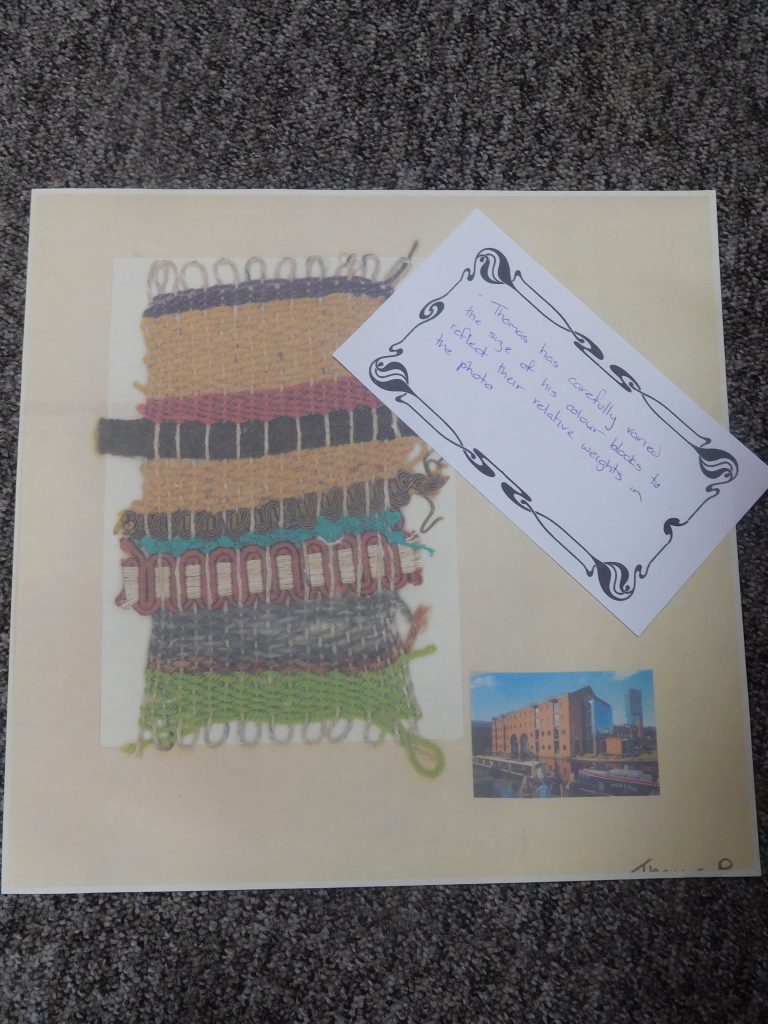 - Thomas has carefully varied
the size of his colour blocks to
reflect their relative weights in
the photo